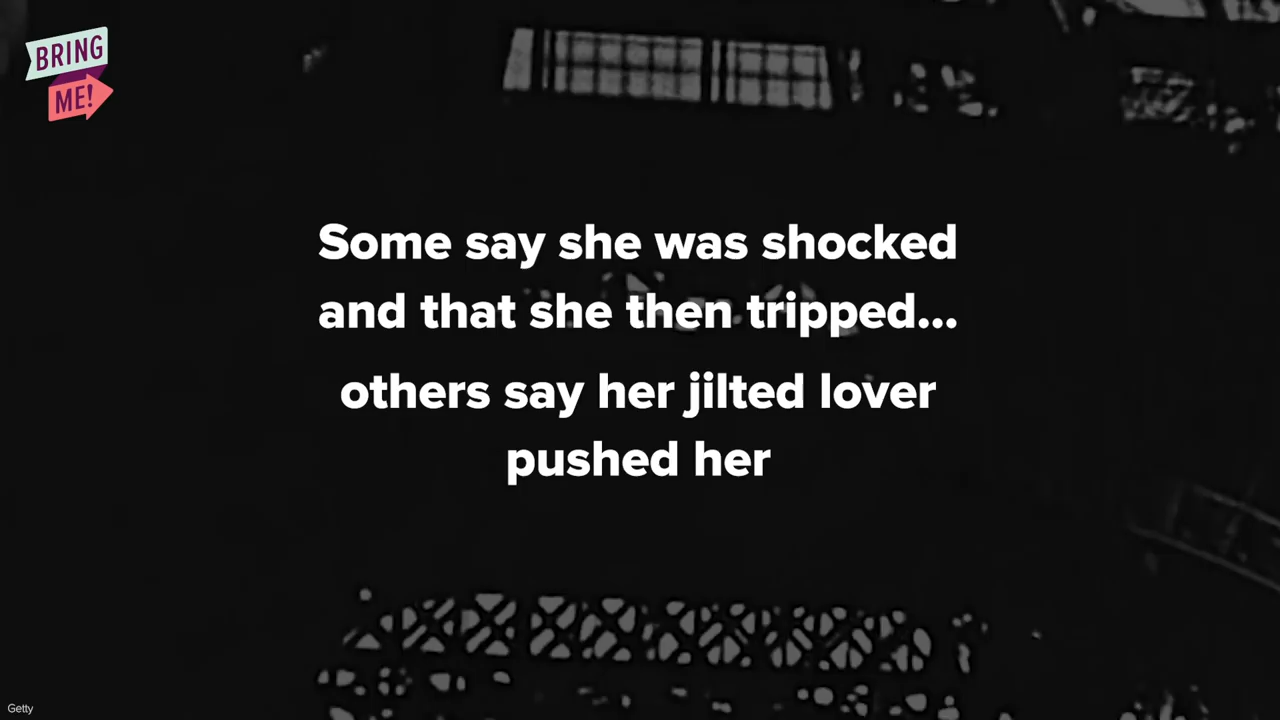 BRING
ME!
Some say she was shocked
and that she then tripped...
others say her jilted lover
pushed her
Getty